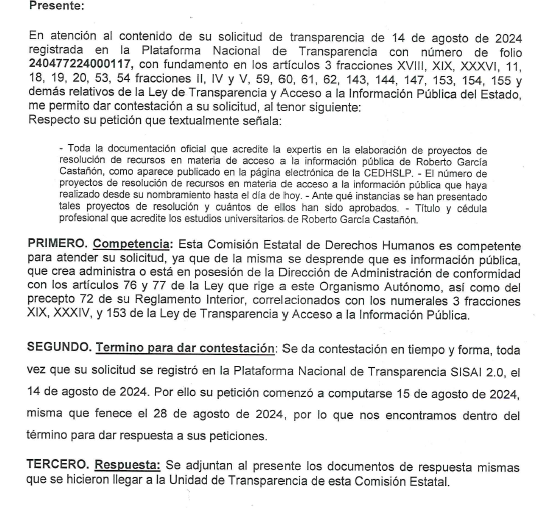 Presente:
En atención al contenido de su solicitud de transparencia de 14 de agosto de 2024
registrada en la Plataforma Nacional de Transparencia con número de folio
240477224000117, con fundamento en los artículos 3 fracciones XVIII, XIX, XXXVI, 11,
18, 19, 20, 53, 54 fracciones II, IV y V, 59, 60, 61, 62, 143, 144, 147, 153, 154, 155 y
demás relativos de la Ley de Transparencia y Acceso a la Información Pública del Estado,
me permito dar contestación a su solicitud, al tenor siguiente:
Respecto su petición que textualmente señala:
- Toda la documentación oficial que acredite la expertis en la elaboración de proyectos de
resolución de recursos en materia de acceso a la información pública de Roberto García
Castañón, como aparece publicado en la página electrónica de la CEDHSLP. - El número de
proyectos de resolución de recursos en materia de acceso a la información pública que haya
realizado desde su nombramiento hasta el día de hoy. - Ante qué instancias se han presentado
tales proyectos de resolución y cuántos de ellos han sido aprobados. - Título y cédula
profesional que acredite los estudios universitarios de Roberto García Castañón.
PRIMERO. Competencia: Esta Comisión Estatal de Derechos Humanos es competente
para atender su solicitud, ya que de la misma se desprende que es información pública,
que crea administra o está en posesión de la Dirección de Administración de conformidad
con los artículos 76 y 77 de la Ley que rige a este Organismo Autónomo, así como del
precepto 72 de su Reglamento Interior, correlacionados con los numerales 3 fracciones
XIX, XXXIV, y 153 de la Ley de Transparencia y Acceso a la Información Pública.
SEGUNDO. Termino para dar contestación: Se da contestación en tiempo y forma, toda
vez que su solicitud se registró en la Plataforma Nacional de Transparencia SISAI 2.0, el
14 de agosto de 2024. Por ello su petición comenzó a computarse 15 de agosto de 2024,
misma que fenece el 28 de agosto de 2024, por lo que nos encontramos dentro del
término para dar respuesta a sus peticiones.
TERCERO. Respuesta: Se adjuntan al presente los documentos de respuesta mismas
que se hicieron llegar a la Unidad de Transparencia de esta Comisión Estatal.